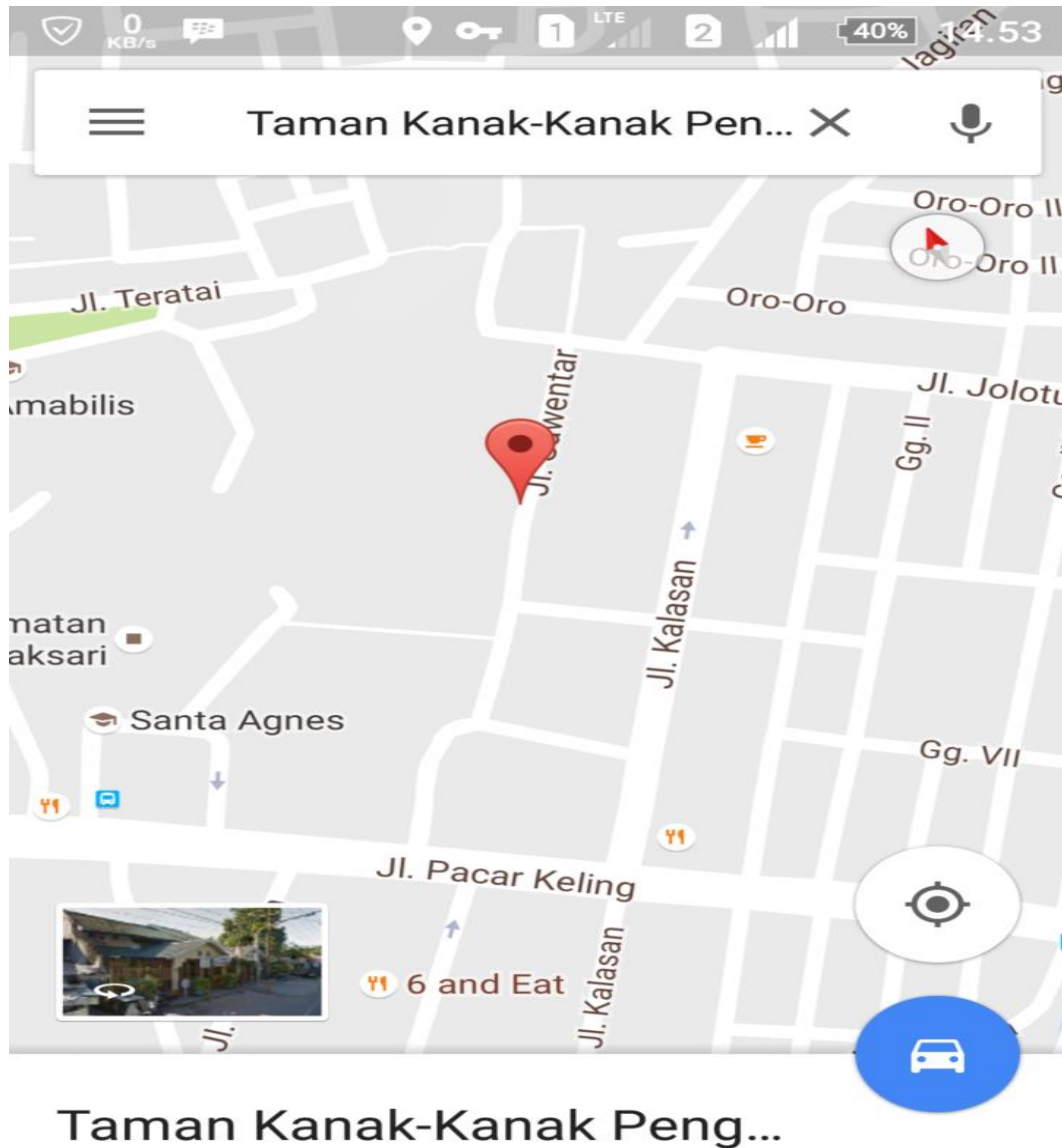 0
KB/s
1
LTE
2
40%
14.53
Taman Kanak-Kanak Pen...
Oro-Oro II
Oro-Oro II
Jl. Teratai
Oro-Oro
Jl. Jolotu
mabilis
Gg. II
Jl. Kalasan
matan
aksari
Santa Agnes
Gg. VII
Jl. Pacar Keling
6 and Eat
Jl. Kalasan
Jl.
Taman Kanak-Kanak Peng...